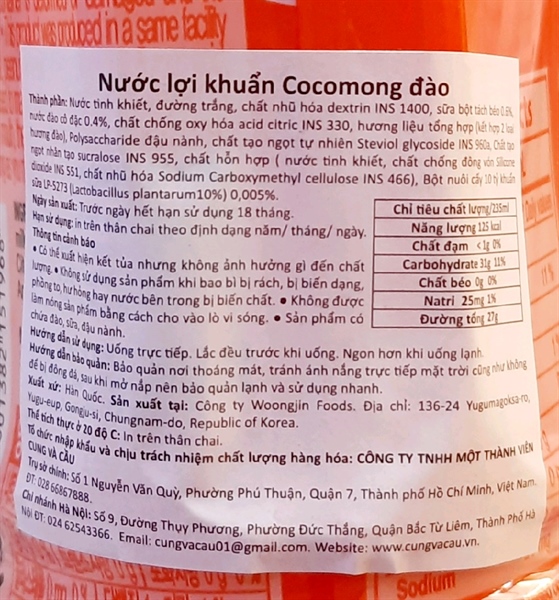 was produced in a same facility
Nước lợi khuẩn Cocomong đào
Thành phần: Nước tinh khiết, đường trắng, chất nhũ hóa dextrin INS 1400, sữa bột tách béo 0.6%,
nước đào cô đặc 0.4%, chất chống oxy hóa acid citric INS 330, hương liệu tổng hợp (kết hợp 2 loại
hương đào), Polysaccharide đậu nành, chất tạo ngọt tự nhiên Steviol glycoside INS 960a, Chất tạo
ngọt nhân tạo sucralose INS 955, chất hỗn hợp ( nước tinh khiết, chất chống đông vón Silicone
dioxide INS 551, chất nhũ hóa Sodium Carboxymethyl cellulose INS 466), Bột nuôi cấy 10 tỷ khuẩn
sữa LP-5273 (Lactobacillus plantarum10%) 0,005%.
Ngày sản xuất: Trước ngày hết hạn sử dụng 18 tháng.
Hạn sử dụng: in trên thân chai theo định dạng năm/ tháng/ ngày.
Thông tin cảnh báo
• Có thể xuất hiện kết tủa nhưng không ảnh hưởng gì đến chất
lượng. • Không sử dụng sản phẩm khi bao bì bị rách, bị biến dạng,
phồng to, hư hỏng hay nước bên trong bị biến chất. • Không được
làm nóng sản phẩm bằng cách cho vào lò vi sóng. • Sản phẩm có
chứa đào, sữa, đậu nành.
Chỉ tiêu chất lượng/235ml
Năng lượng 125 kcal
Chất đạm <1g 0%
Carbohydrate 31g 11%
Chất béo 0g 0%
Natri 25mg 1%
Đường tổng 27g
Hướng dẫn sử dụng: Uống trực tiếp. Lắc đều trước khi uống. Ngon hơn khi uống lạnh.
Hướng dẫn bảo quản: Bảo quản nơi thoáng mát, tránh ánh nắng trực tiếp mặt trời cũng như không
để bị đông đá, sau khi mở nắp nên bảo quản lạnh và sử dụng nhanh.
Xuất xứ: Hàn Quốc. Sản xuất tại: Công ty Woongjin Foods. Địa chỉ: 136-24 Yugumagoksa-ro,
Yugu-eup, Gongju-si, Chungnam-do, Republic of Korea.
Thể tích thực ở 20 độ C: in trên thân chai.
Tổ chức nhập khẩu và chịu trách nhiệm chất lượng hàng hóa: CÔNG TY TNHH MỘT THÀNH VIÊN
CUNG VÀ CẦU
Trụ sở chính: Số 1 Nguyễn Văn Quỳ, Phường Phú Thuận, Quận 7, Thành phố Hồ Chí Minh, Việt Nam.
ĐT: 028 66867888.
Chi nhánh Hà Nội: Số 9, Đường Thụy Phương, Phường Đức Thắng, Quận Bắc Từ Liêm, Thành Phố Hà
Nội ĐT: 024 62543366. Email: cungvacau01@gmail.com. Website: www.cungvacau.vn.
Sodium